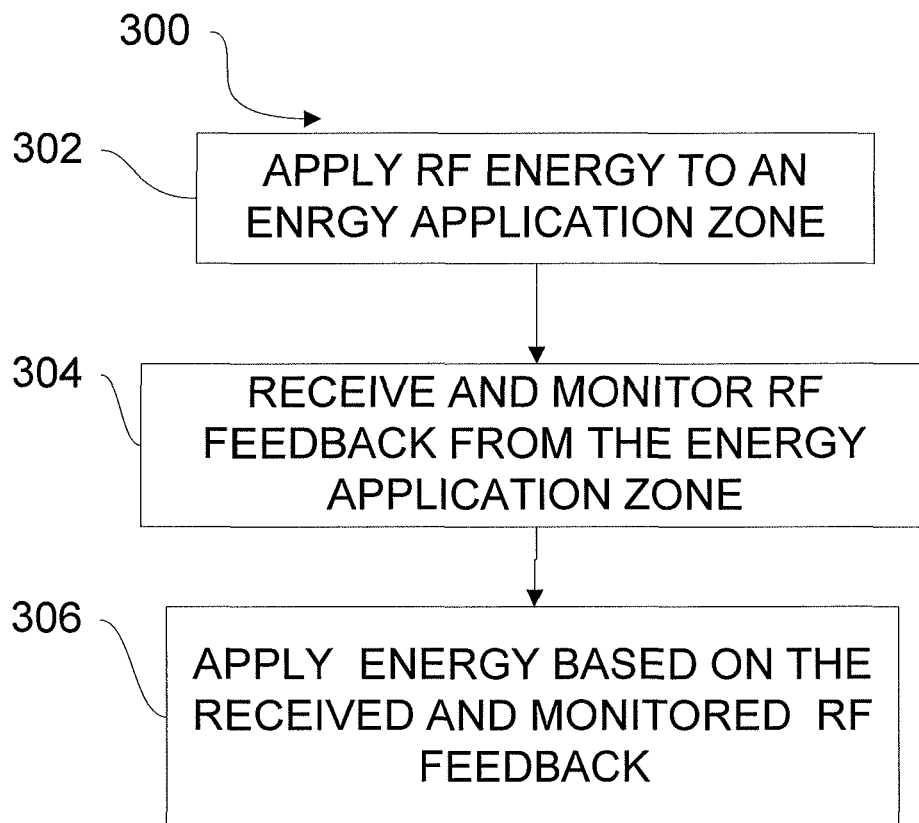 300
302
APPLY RF ENERGY TO AN
ENRGY APPLICATION ZONE
304
RECEIVE AND MONITOR RF
FEEDBACK FROM THE ENERGY
APPLICATION ZONE
306
APPLY ENERGY BASED ON THE
RECEIVED AND MONITORED RF
FEEDBACK